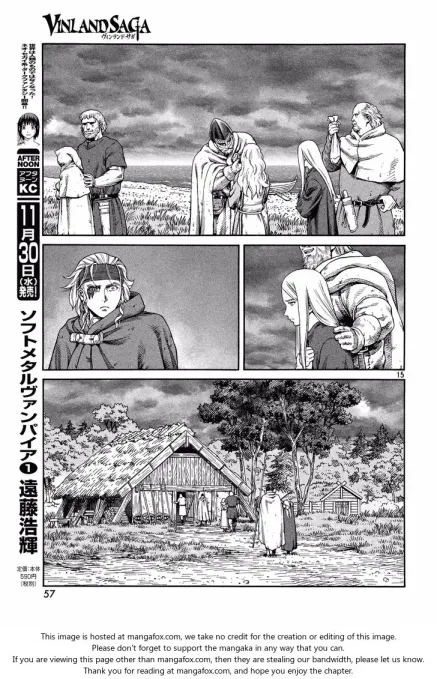 VINLAND SAGA
ヴィンランド・サガ
AFTER
NOON
アフタ
ヌーン
KC
11月30日(水)発売!
ソフトメタルヴァンパイア❶
遠藤浩輝
定価:本体
590円
(税別)
15
57
This image is hosted at mangafox.com, we take no credit for the creation or editing of this image.
Please don't forget to support the mangaka in any way that you can.
If you are viewing this page other than mangafox.com, then they are stealing our bandwidth, please let us know.
Thank you for reading at mangafox.com, and hope you enjoy the chapter.